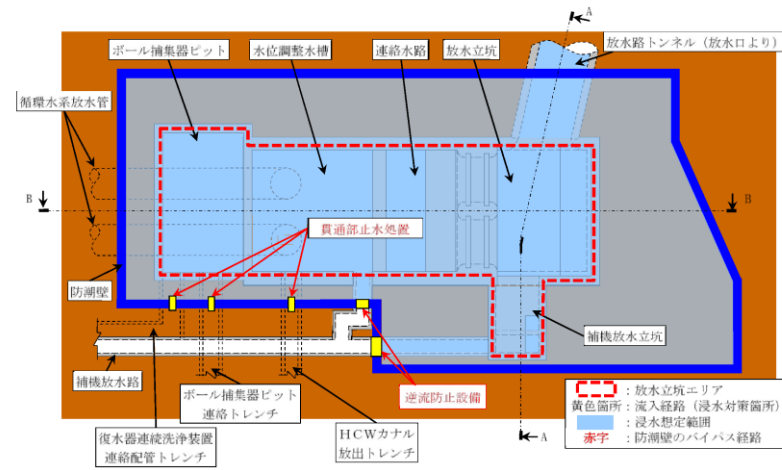 A
ボール捕集器ピット
水位調整水槽
連絡水路
放水立坑
放水路トンネル（放水口より）
循環水系放水管
B
B
貫通部止水処置
防潮壁
補機放水立坑
補機放水路
ボール捕集器ピット
連絡トレンチ
逆流防止設備
復水器連続洗浄装置
連絡配管トレンチ
ＨＣＷカナル
放出トレンチ
A
：放水立坑エリア
黄色箇所：流入経路（浸水対策箇所）
：浸水想定範囲
赤字：防潮壁のバイパス経路